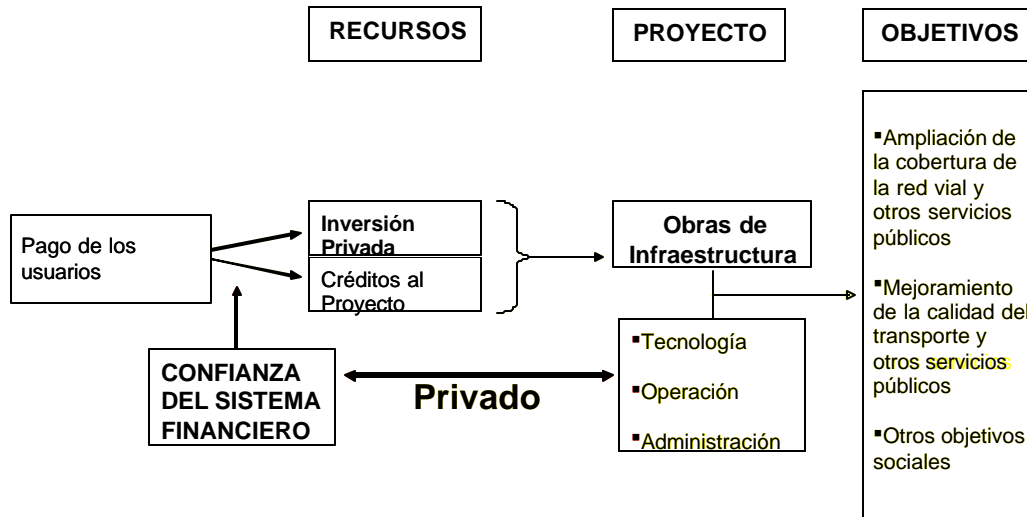 RECURSOS
PROYECTO
OBJETIVOS
Pago de los
usuarios
Inversión
Privada
Créditos al
Proyecto
Obras de
Infraestructura
▪Ampliación de
la cobertura de
la red vial y
otros servicios
públicos
▪Mejoramiento
de la calidad del
transporte y
otros servicios
públicos
▪Otros objetivos
sociales
CONFIANZA
DEL SISTEMA
FINANCIERO
Privado
▪Tecnología
▪Operación
▪Administración